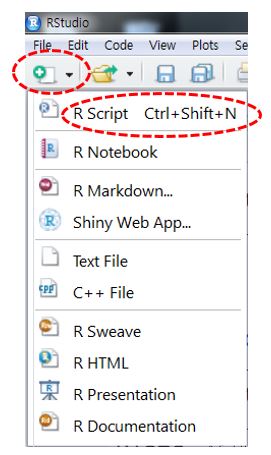 RStudio
File Edit Code View Plots Se
R Script Ctrl+Shift+N
R Notebook
R Markdown...
Shiny Web App...
Text File
C++ File
R Sweave
R HTML
R Presentation
R Documentation